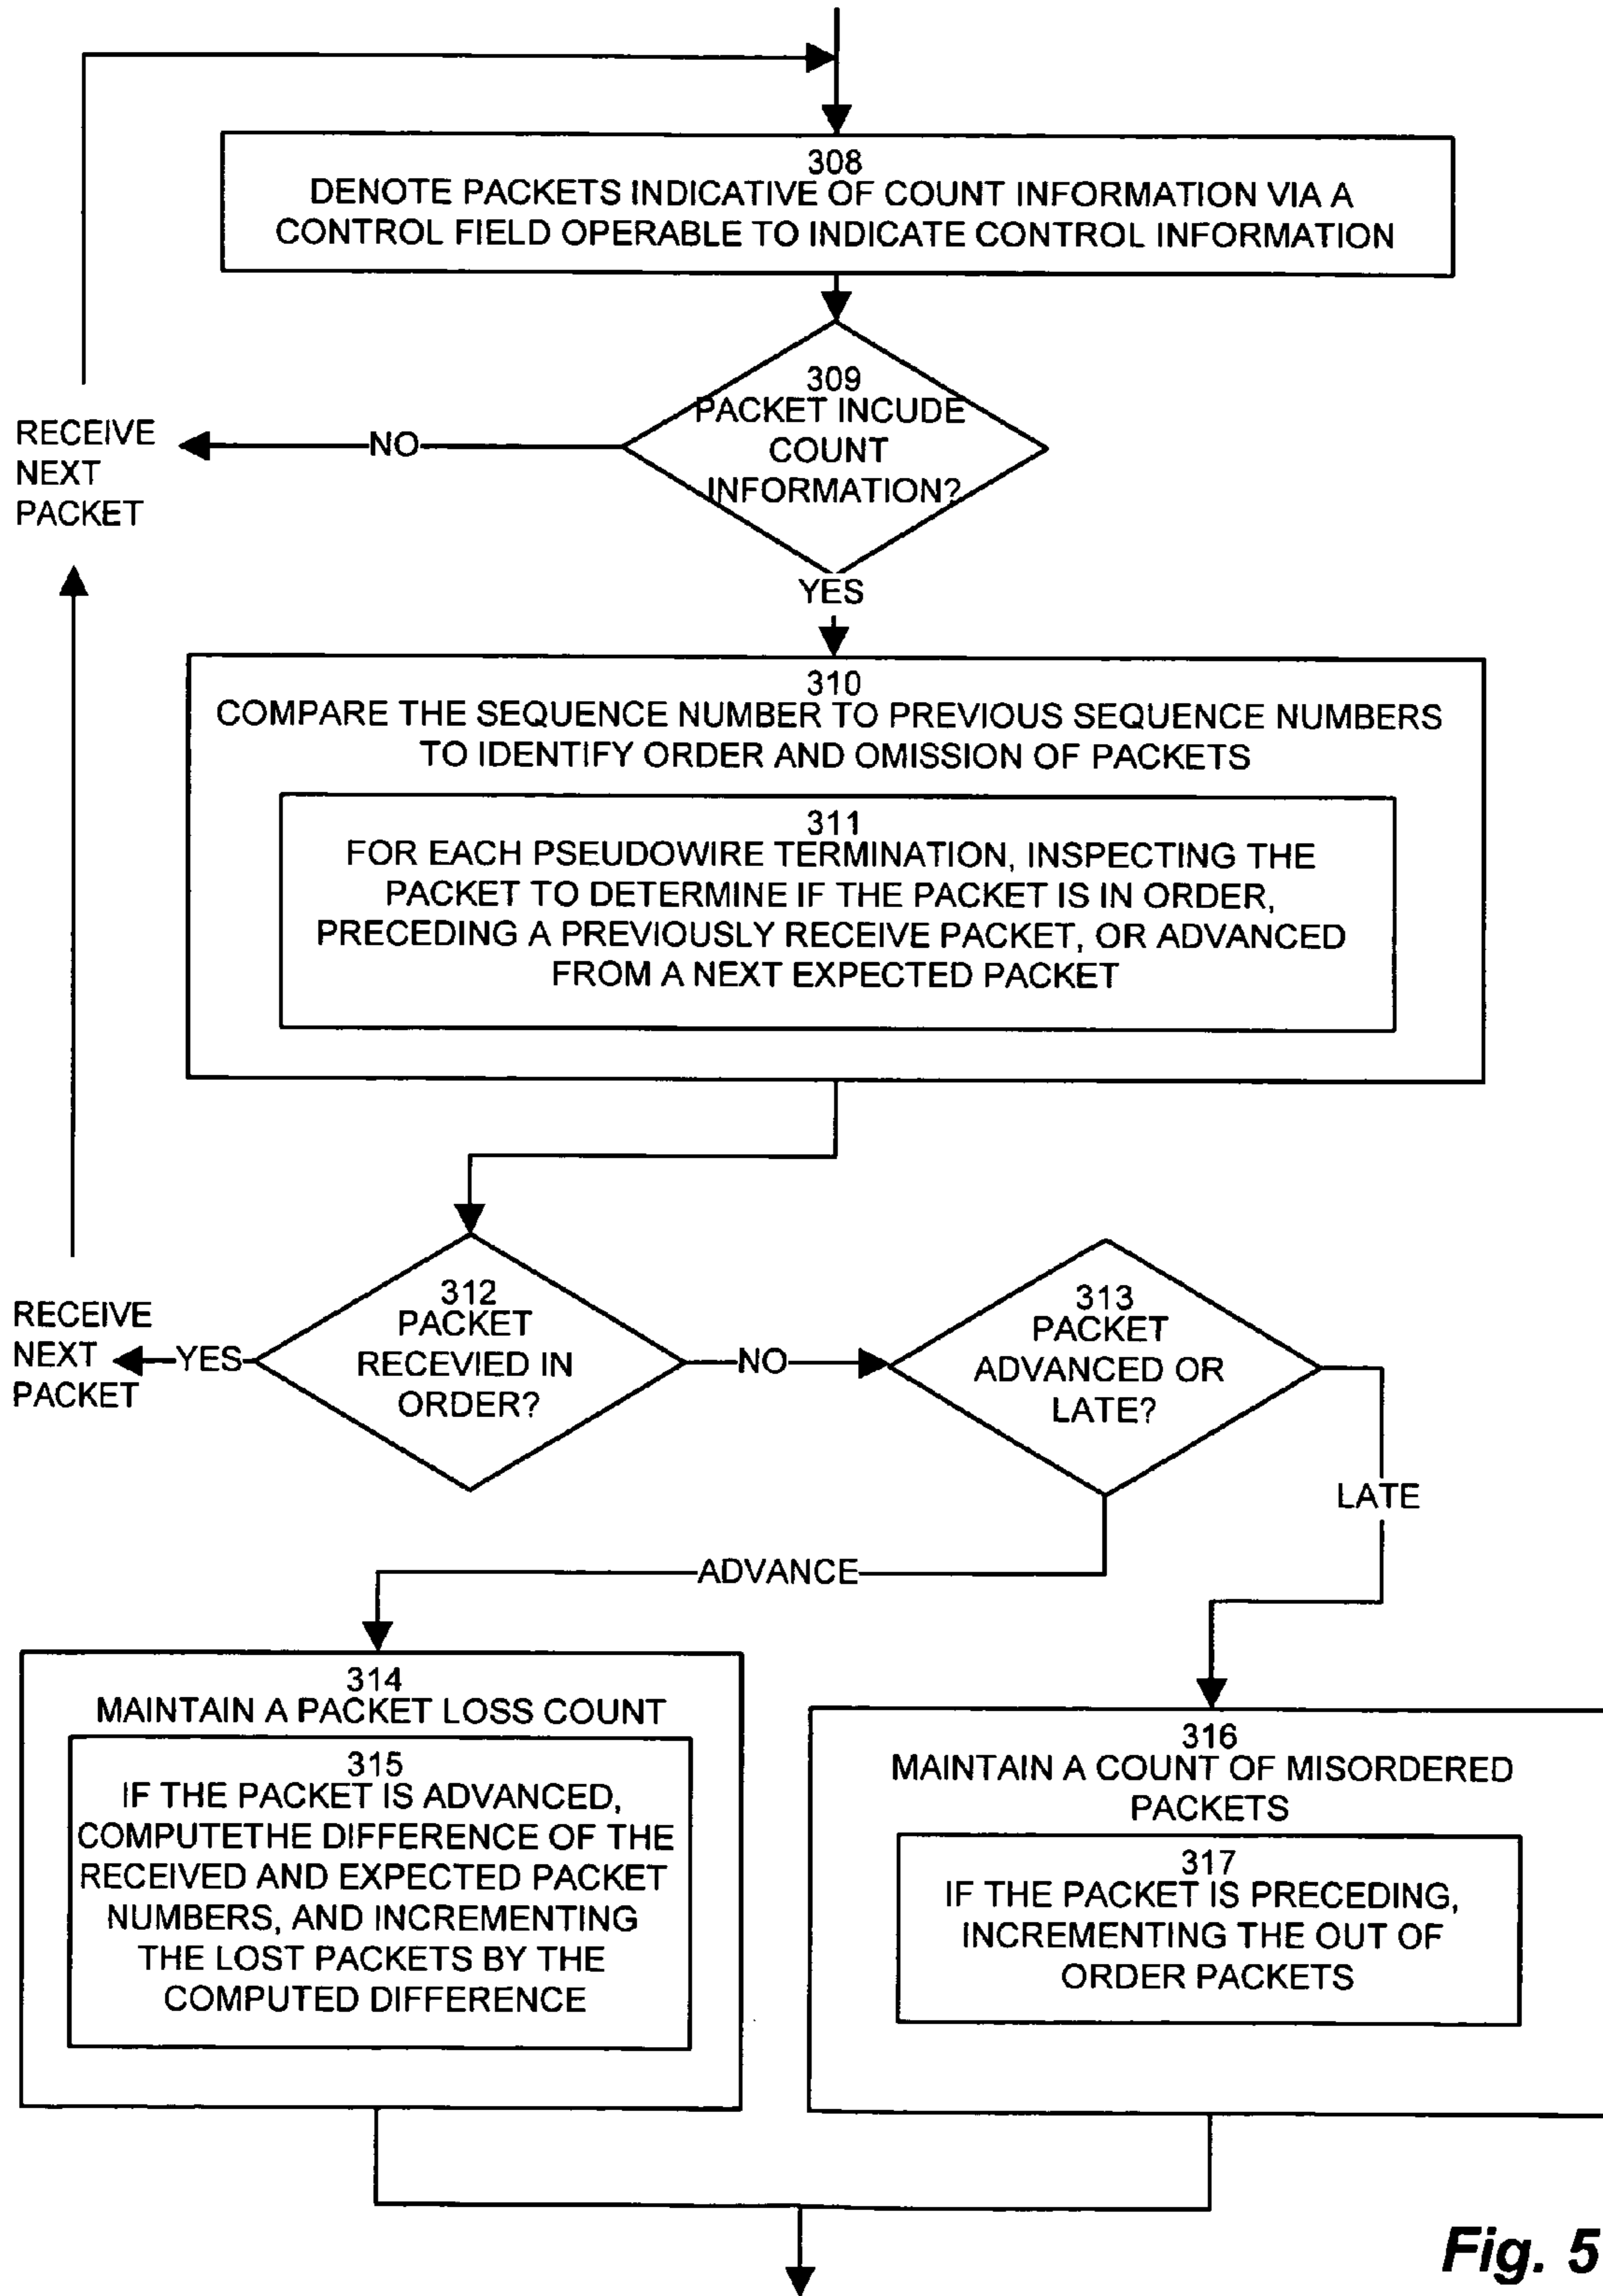 308
DENOTE PACKETS INDICATIVE OF COUNT INFORMATION VIA A
CONTROL FIELD OPERABLE TO INDICATE CONTROL INFORMATION
309
PACKET INCUDE
COUNT
INFORMATION?
NO
RECEIVE
NEXT
PACKET
YES
310
COMPARE THE SEQUENCE NUMBER TO PREVIOUS SEQUENCE NUMBERS
TO IDENTIFY ORDER AND OMISSION OF PACKETS
311
FOR EACH PSEUDOWIRE TERMINATION, INSPECTING THE
PACKET TO DETERMINE IF THE PACKET IS IN ORDER,
PRECEDING A PREVIOUSLY RECEIVE PACKET, OR ADVANCED
FROM A NEXT EXPECTED PACKET
312
PACKET
RECEVIED IN
ORDER?
YES
RECEIVE
NEXT
PACKET
NO
313
PACKET
ADVANCED OR
LATE?
LATE
ADVANCE
314
MAINTAIN A PACKET LOSS COUNT
315
IF THE PACKET IS ADVANCED,
COMPUTETHE DIFFERENCE OF THE
RECEIVED AND EXPECTED PACKET
NUMBERS, AND INCREMENTING
THE LOST PACKETS BY THE
COMPUTED DIFFERENCE
316
MAINTAIN A COUNT OF MISORDERED
PACKETS
317
IF THE PACKET IS PRECEDING,
INCREMENTING THE OUT OF
ORDER PACKETS
Fig. 5